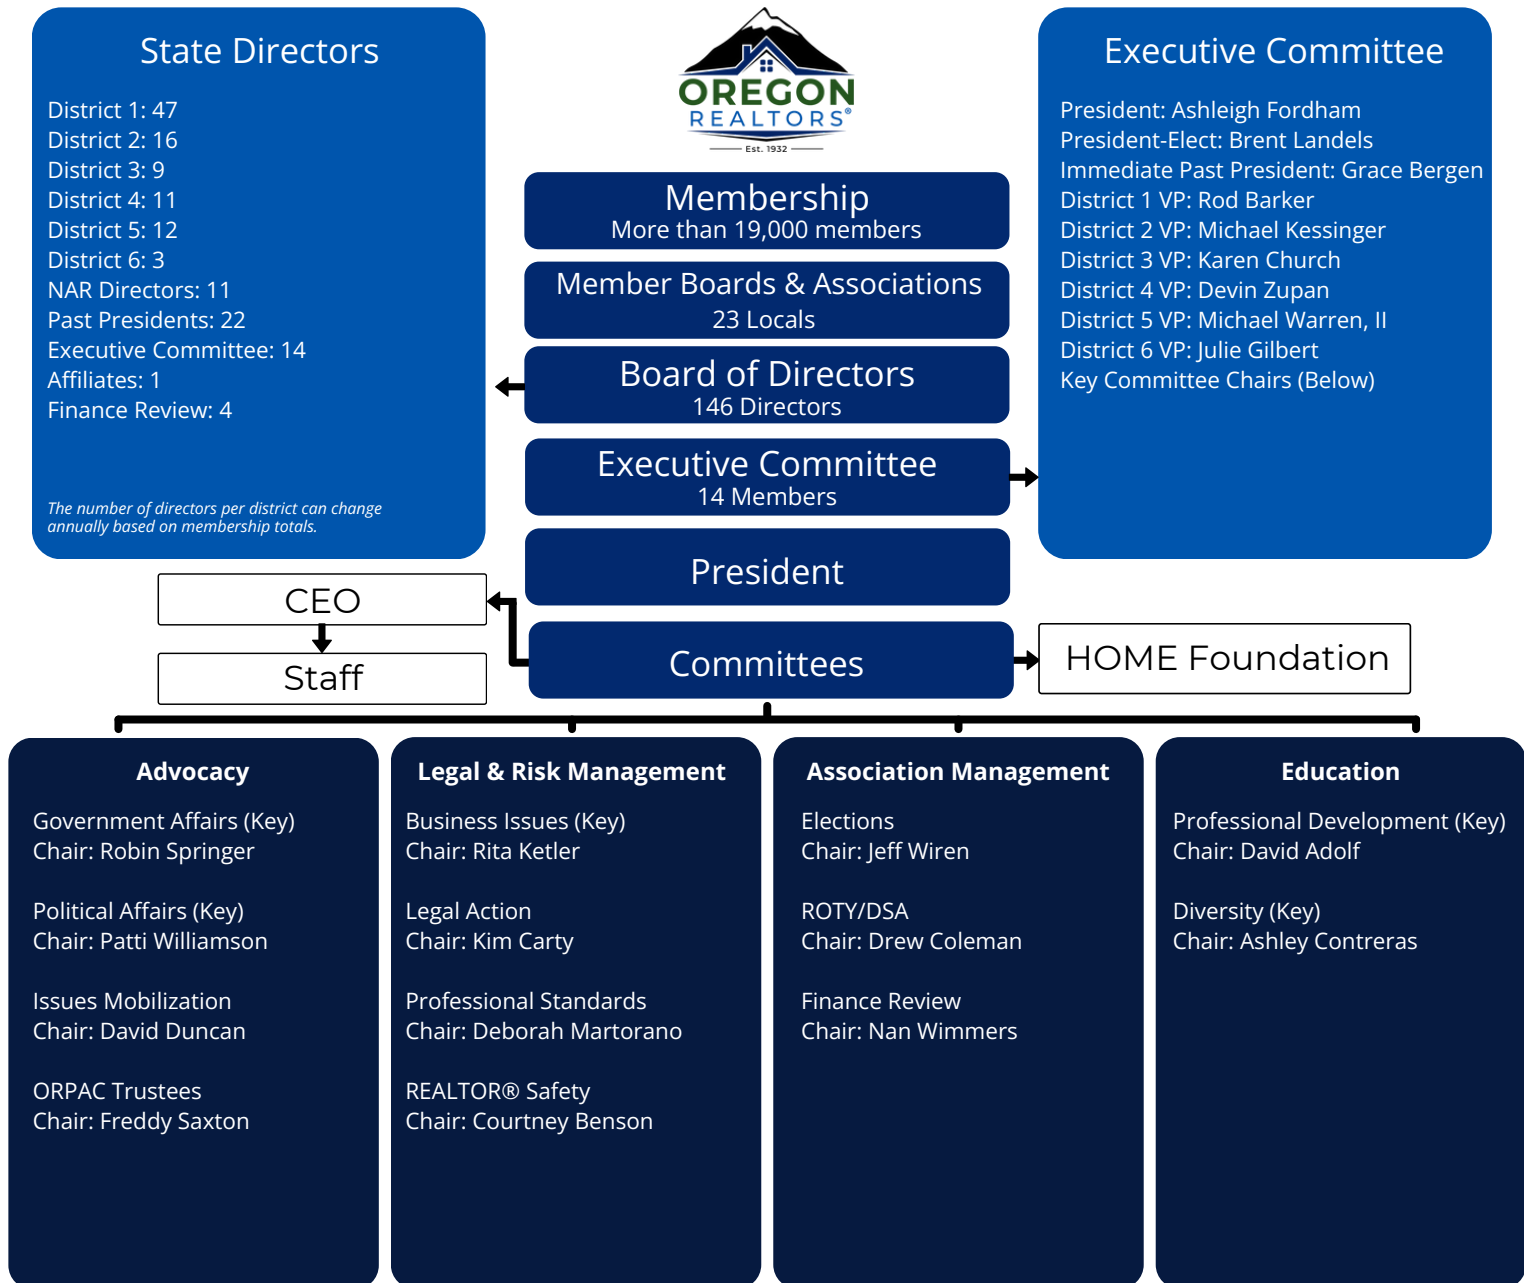 State Directors
District 1: 47
District 2: 16
District 3: 9
District 4: 11
District 5: 12
District 6: 3
NAR Directors: 11
Past Presidents: 22
Executive Committee: 14
Affiliates: 1
Finance Review: 4
The number of directors per district can change
annually based on membership totals.
OREGON
REALTORS®
Est. 1932
Membership
More than 19,000 members
Member Boards & Associations
23 Locals
Board of Directors
146 Directors
Executive Committee
14 Members
President
Committees
Executive Committee
President: Ashleigh Fordham
President-Elect: Brent Landels
Immediate Past President: Grace Bergen
District 1 VP: Rod Barker
District 2 VP: Michael Kessinger
District 3 VP: Karen Church
District 4 VP: Devin Zupan
District 5 VP: Michael Warren, II
District 6 VP: Julie Gilbert
Key Committee Chairs (Below)
CEO
Staff
HOME Foundation
Advocacy
Government Affairs (Key)
Chair: Robin Springer
Political Affairs (Key)
Chair: Patti Williamson
Issues Mobilization
Chair: David Duncan
ORPAC Trustees
Chair: Freddy Saxton
Legal & Risk Management
Business Issues (Key)
Chair: Rita Ketler
Legal Action
Chair: Kim Carty
Professional Standards
Chair: Deborah Martorano
REALTOR® Safety
Chair: Courtney Benson
Association Management
Elections
Chair: Jeff Wiren
ROTY/DSA
Chair: Drew Coleman
Finance Review
Chair: Nan Wimmers
Education
Professional Development (Key)
Chair: David Adolf
Diversity (Key)
Chair: Ashley Contreras